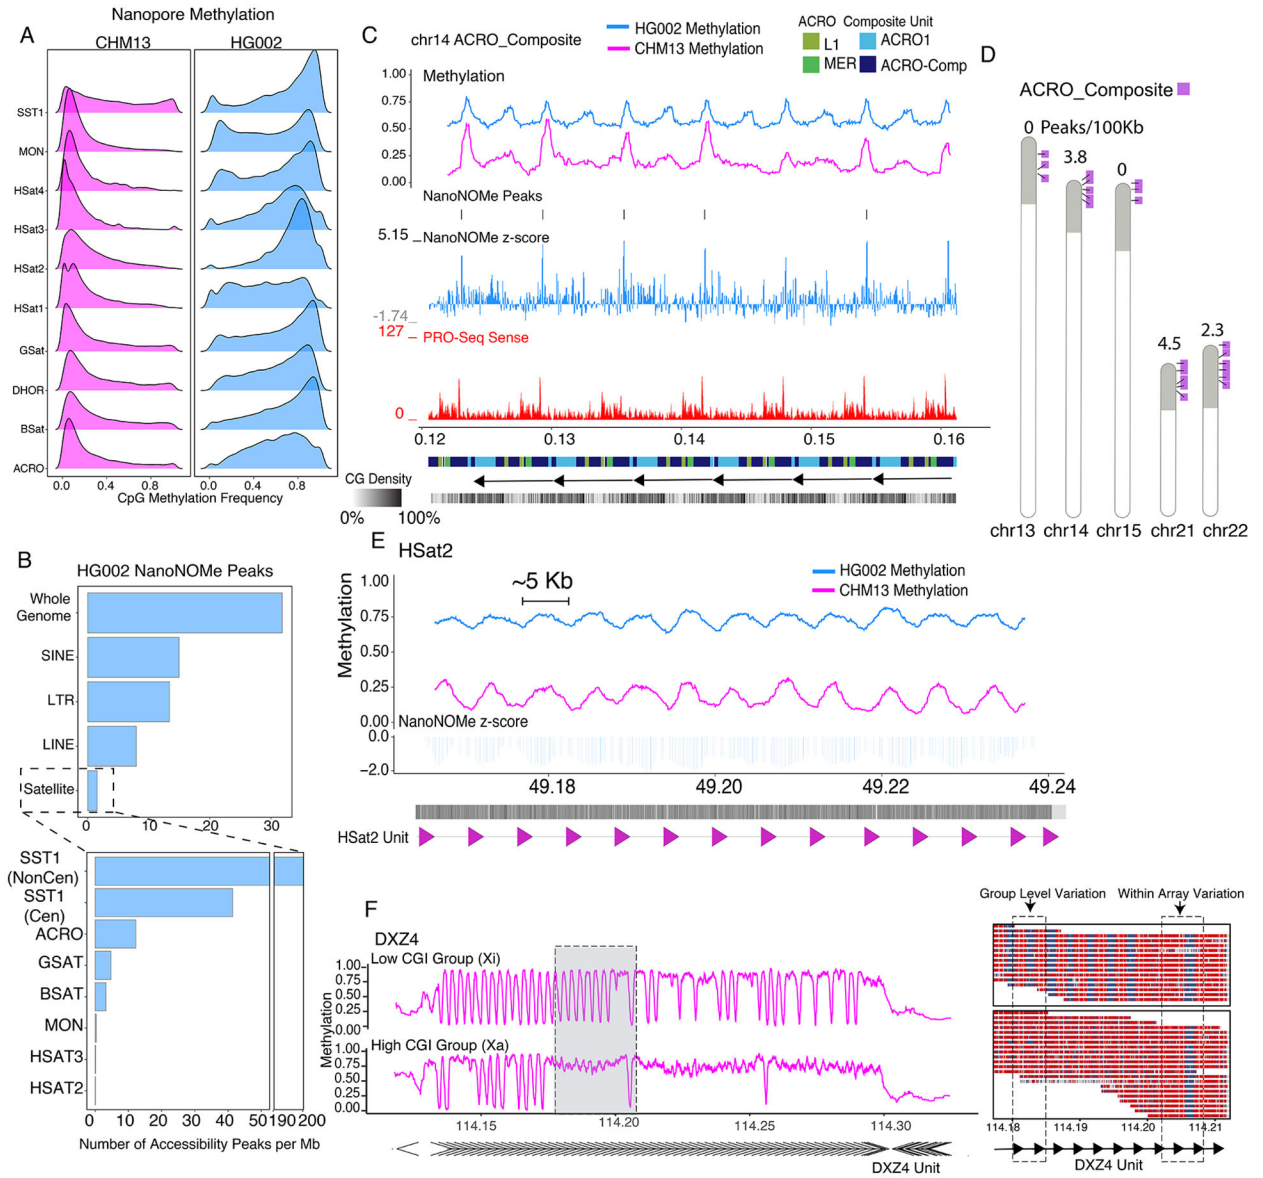 Nanopore Methylation
A
CHM13
HG002
SST1
MON
HSat4
HSat3
HSat2
HSat1
GSat
DHOR
BSat
ACRO
0.0 0.4 0.8 0.0 0.4 0.8
CpG Methylation Frequency
B
HG002 NanoNOMe Peaks
Whole
Genome
SINE
LTR
LINE
Satellite
0 10 20 30
SST1
(NonCen)
SST1
(Cen)
ACRO
GSAT
BSAT
MON
HSAT3
HSAT2
0 10 20 30 40 50 190 200
Number of Accessibility Peaks per Mb
C
chr14 ACRO_Composite
HG002 Methylation
CHM13 Methylation
ACRO Composite Unit
L1
ACRO1
MER
ACRO-Comp
Methylation
1.00
0.75
0.50
0.25
0.00
NanoNOMe Peaks
5.15
NanoNOMe z-score
-1.74
127
PRO-Seq Sense
0
0.12 0.13 0.14 0.15 0.16
CG Density
0% 100%
D
ACRO_Composite
0 Peaks/100Kb
3.8
0
4.5
2.3
chr13 chr14 chr15 chr21 chr22
E
HSat2
~5 Kb
HG002 Methylation
CHM13 Methylation
Methylation
1.00
0.75
0.50
0.25
0.00
NanoNOMe z-score
0.0
−2.0
49.18 49.20 49.22 49.24
HSat2 Unit
F
DXZ4
Low CGI Group (Xi)
1.00
0.75
0.50
0.25
0.00
High CGI Group (Xa)
1.00
0.75
0.50
0.25
0.00
Methylation
114.15 114.20 114.25 114.30
DXZ4 Unit
Group Level Variation
Within Array Variation
114.18 114.19 114.20 114.21
DXZ4 Unit